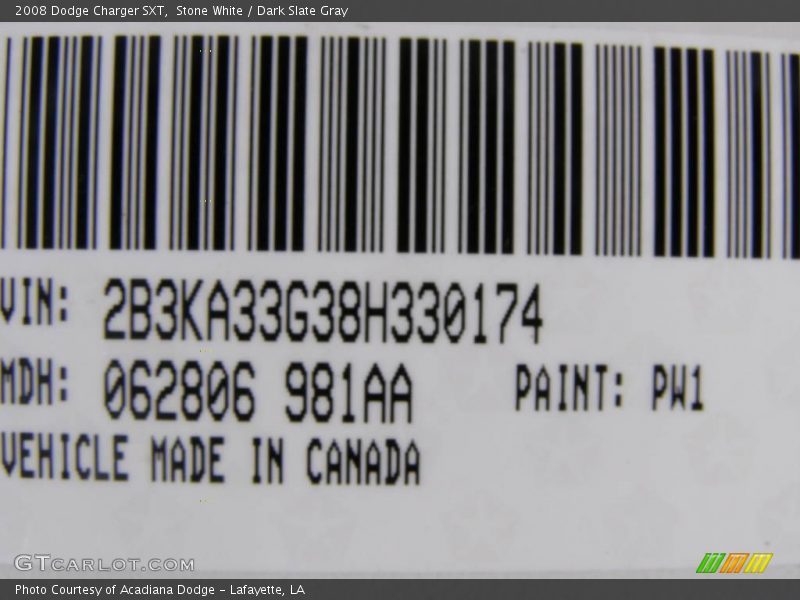 2008 Dodge Charger SXT,  Stone White / Dark Slate Gray
VIN: 2B3KA33G38H330174
MDH: 062806 981AA PAINT: PW1
VEHICLE MADE IN CANADA
GTCARLOT.COM
Photo Courtesy of Acadiana Dodge - Lafayette, LA